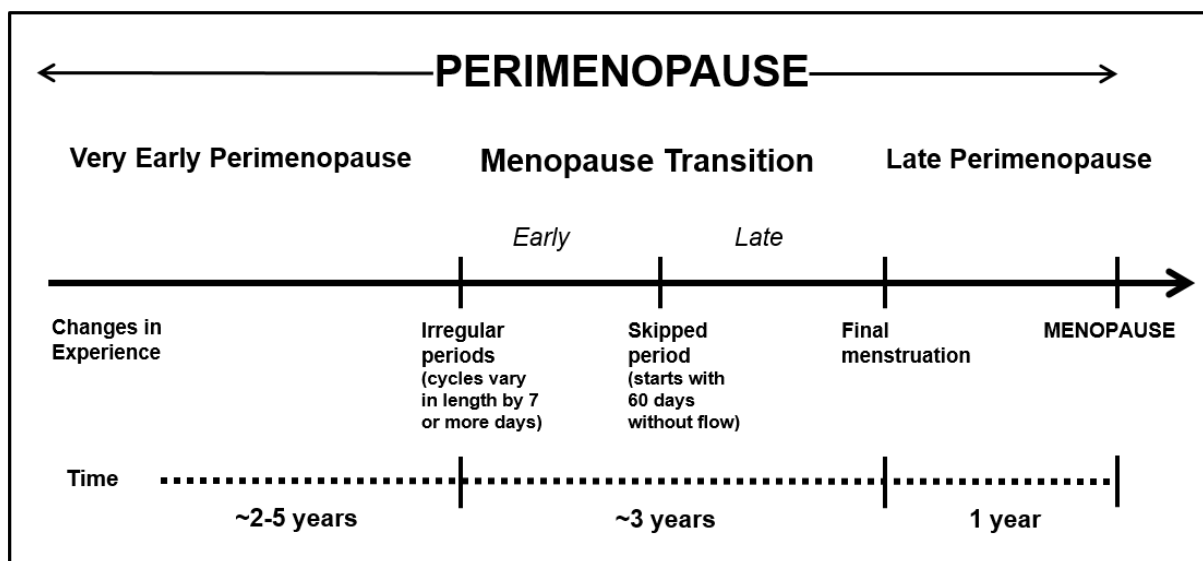 PERIMENOPAUSE
Very Early Perimenopause
Menopause Transition
Late Perimenopause
Early
Late
Changes in
Experience
Irregular
periods
(cycles vary
in length by 7
or more days)
Skipped
period
(starts with
60 days
without flow)
Final
menstruation
MENOPAUSE
Time
~2-5 years
~3 years
1 year